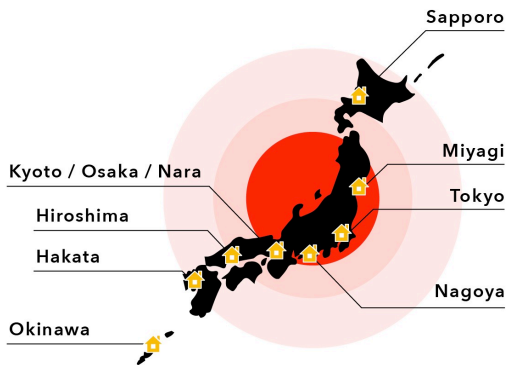 Sapporo
Miyagi
Kyoto / Osaka / Nara
Tokyo
Hiroshima
Hakata
Nagoya
Okinawa